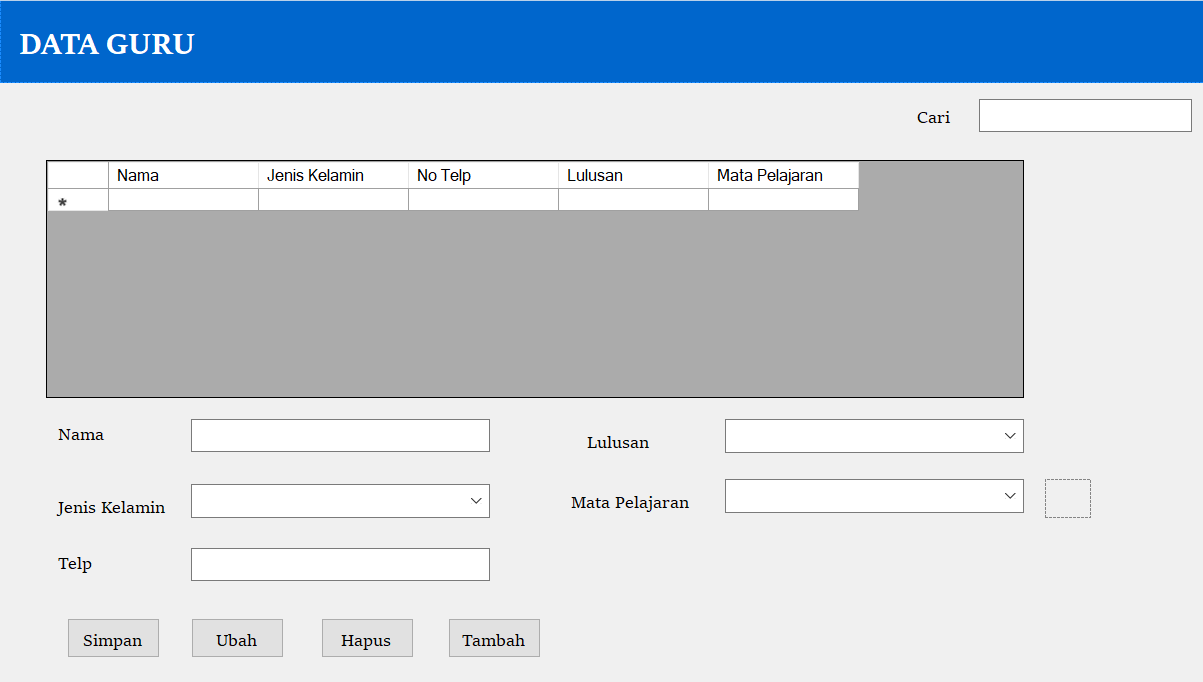 DATA GURU
Cari
Nama Jenis Kelamin No Telp Lulusan Mata Pelajaran
*
Nama
Lulusan
Jenis Kelamin
Mata Pelajaran
Telp
Simpan Ubah Hapus Tambah